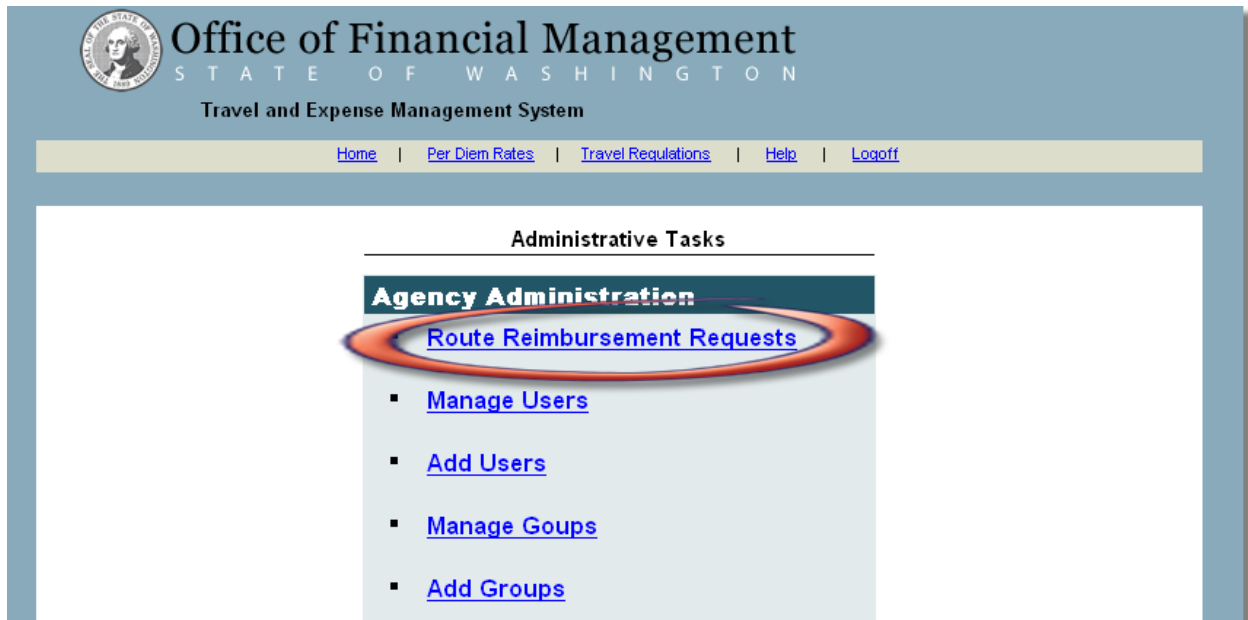 Office of Financial Management
STATE OF WASHINGTON
Travel and Expense Management System
Home | Per Diem Rates | Travel Regulations | Help | Logoff
Administrative Tasks
Agency Administration
Route Reimbursement Requests
Manage Users
Add Users
Manage Goups
Add Groups